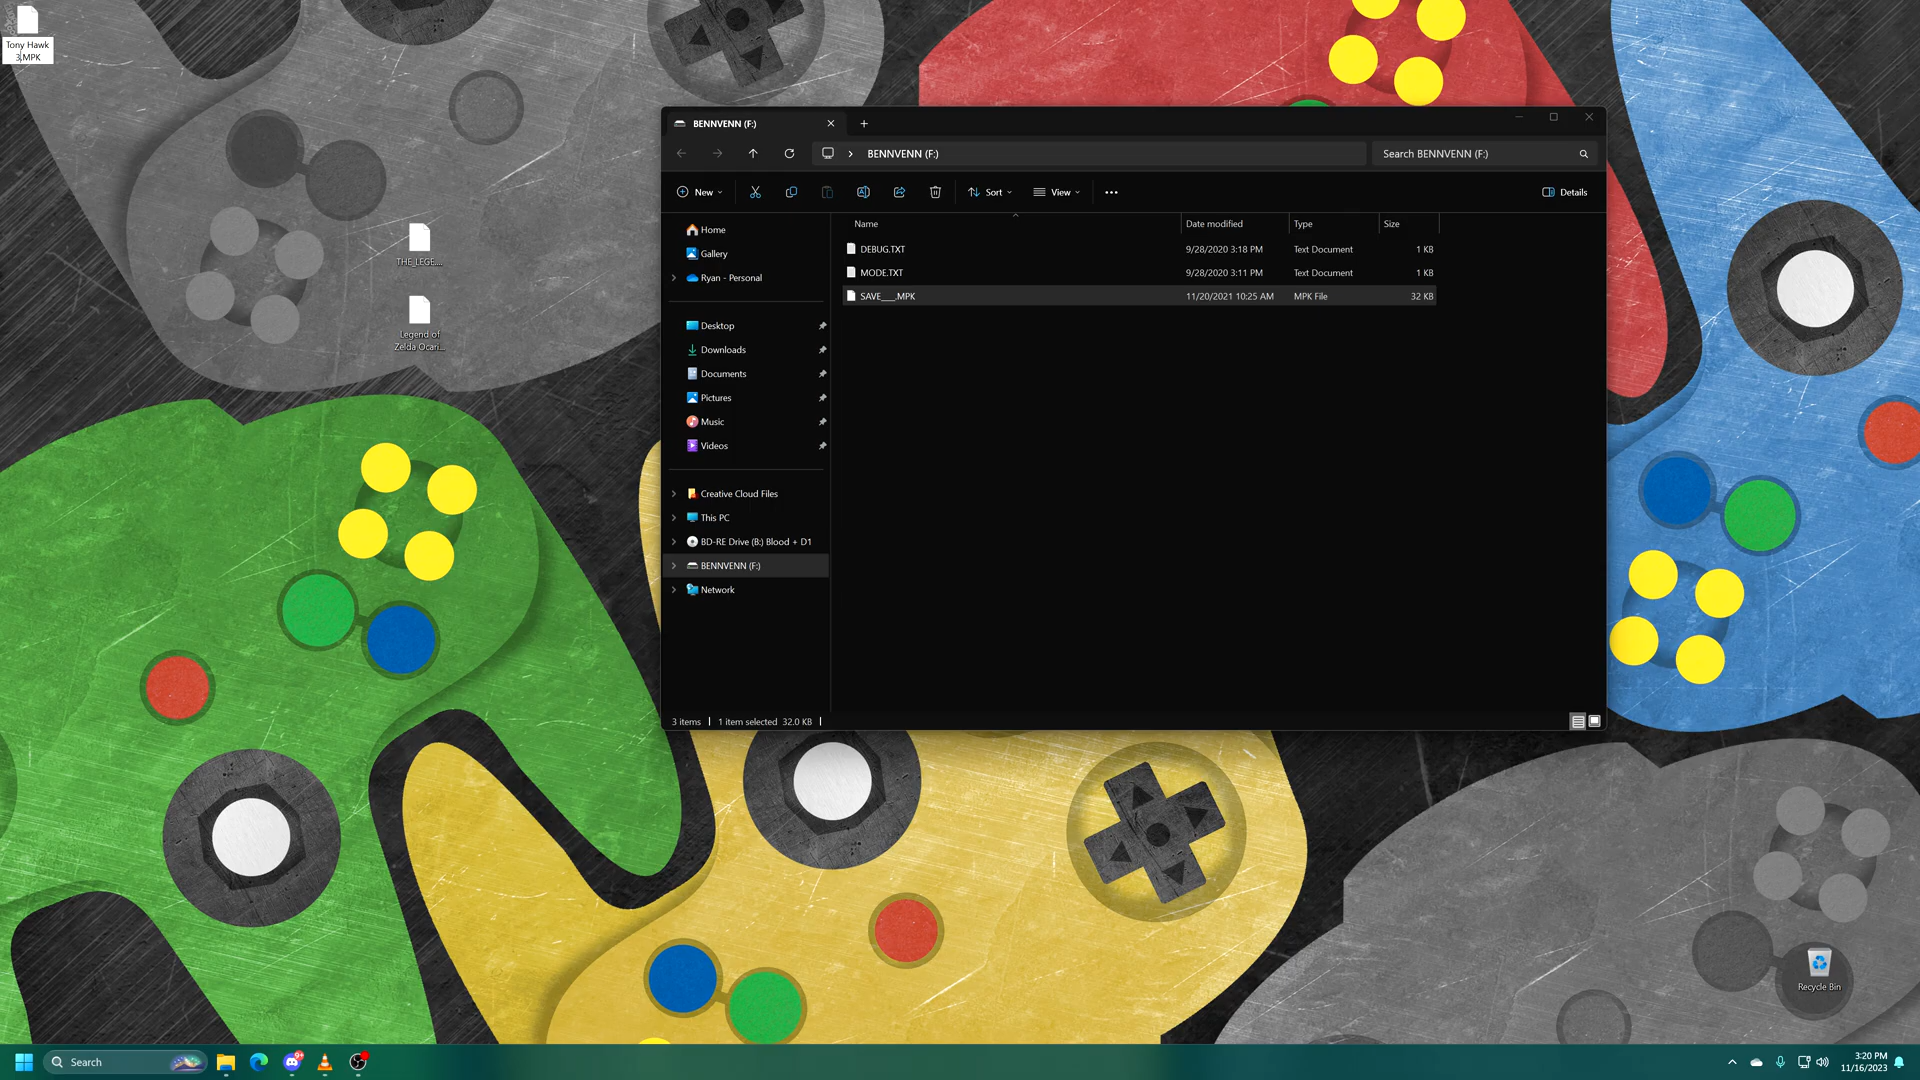 Tony Hawk
3.MPK
THE_LEGE...
Legend of
Zelda Ocari...
BENNVENN (F:)
BENNVENN (F:)
Search BENNVENN (F:)
New
Sort
View
Details
Home
Gallery
Ryan - Personal
Desktop
Downloads
Documents
Pictures
Music
Videos
Creative Cloud Files
This PC
BD-RE Drive (B:) Blood + D1
BENNVENN (F:)
Network
Name Date modified Type Size
DEBUG.TXT 9/28/2020 3:18 PM Text Document 1 KB
MODE.TXT 9/28/2020 3:11 PM Text Document 1 KB
SAVE___.MPK 11/20/2021 10:25 AM MPK File 32 KB
3 items 1 item selected 32.0 KB
Recycle Bin
Search
9+
3:20 PM
11/16/2023